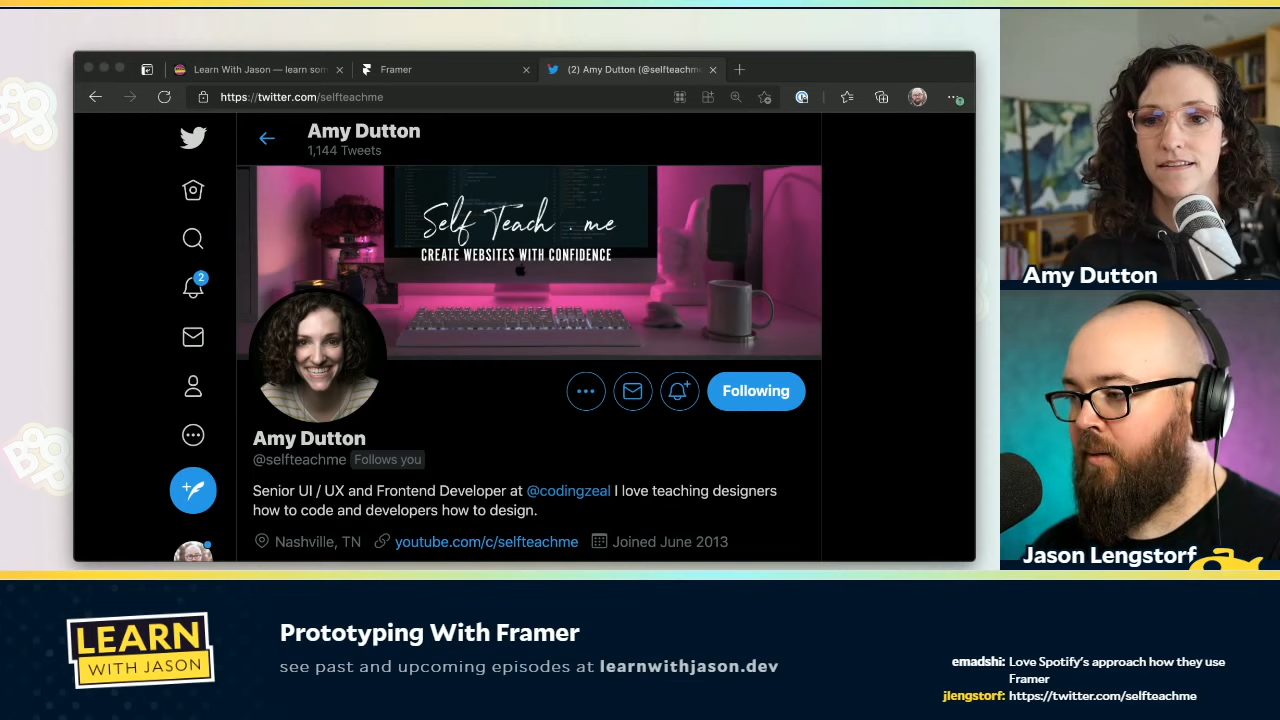 Learn With Jason — learn som
Framer
(2) Amy Dutton (@selfteachm
https://twitter.com/selfteachme
Amy Dutton
1,144 Tweets
Self Teach . me
CREATE WEBSITES WITH CONFIDENCE
2
Following
Amy Dutton
@selfteachme Follows you
Senior UI / UX and Frontend Developer at @codingzeal I love teaching designers
how to code and developers how to design.
Nashville, TN youtube.com/c/selfteachme Joined June 2013
Amy Dutton
Jason Lengstorf
LEARN
WITH JASON
Prototyping With Framer
see past and upcoming episodes at learnwithjason.dev
emadshi: Love Spotify's approach how they use
Framer
jlengstorf: https://twitter.com/selfteachme